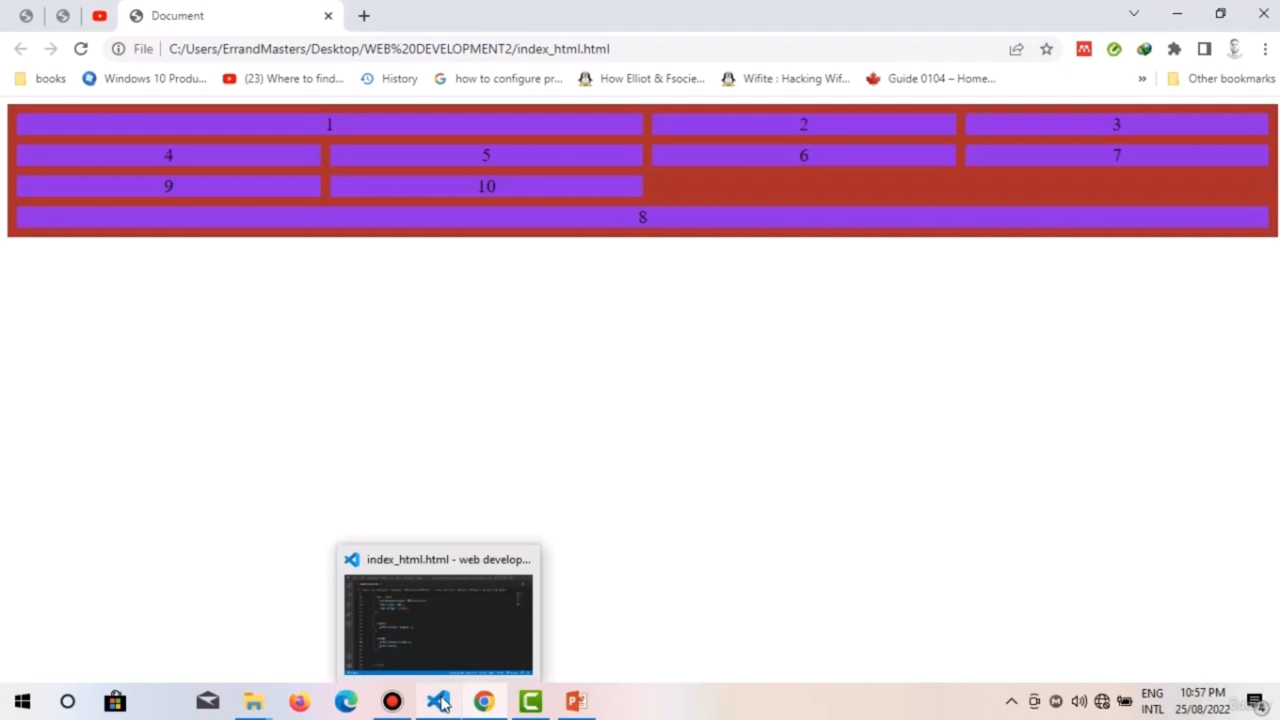 Document
File
C:/Users/ErrandMasters/Desktop/WEB%20DEVELOPMENT2/index_html.html
books
Windows 10 Produ...
(23) Where to find...
History
how to configure pr...
How Elliot & Fsocie...
Wifite : Hacking Wif...
Guide 0104 – Home...
»
Other bookmarks
1 2 3
4 5 6 7
9 10
8
index_html.html - web develop...
ENG 10:57 PM
INTL 25/08/2022